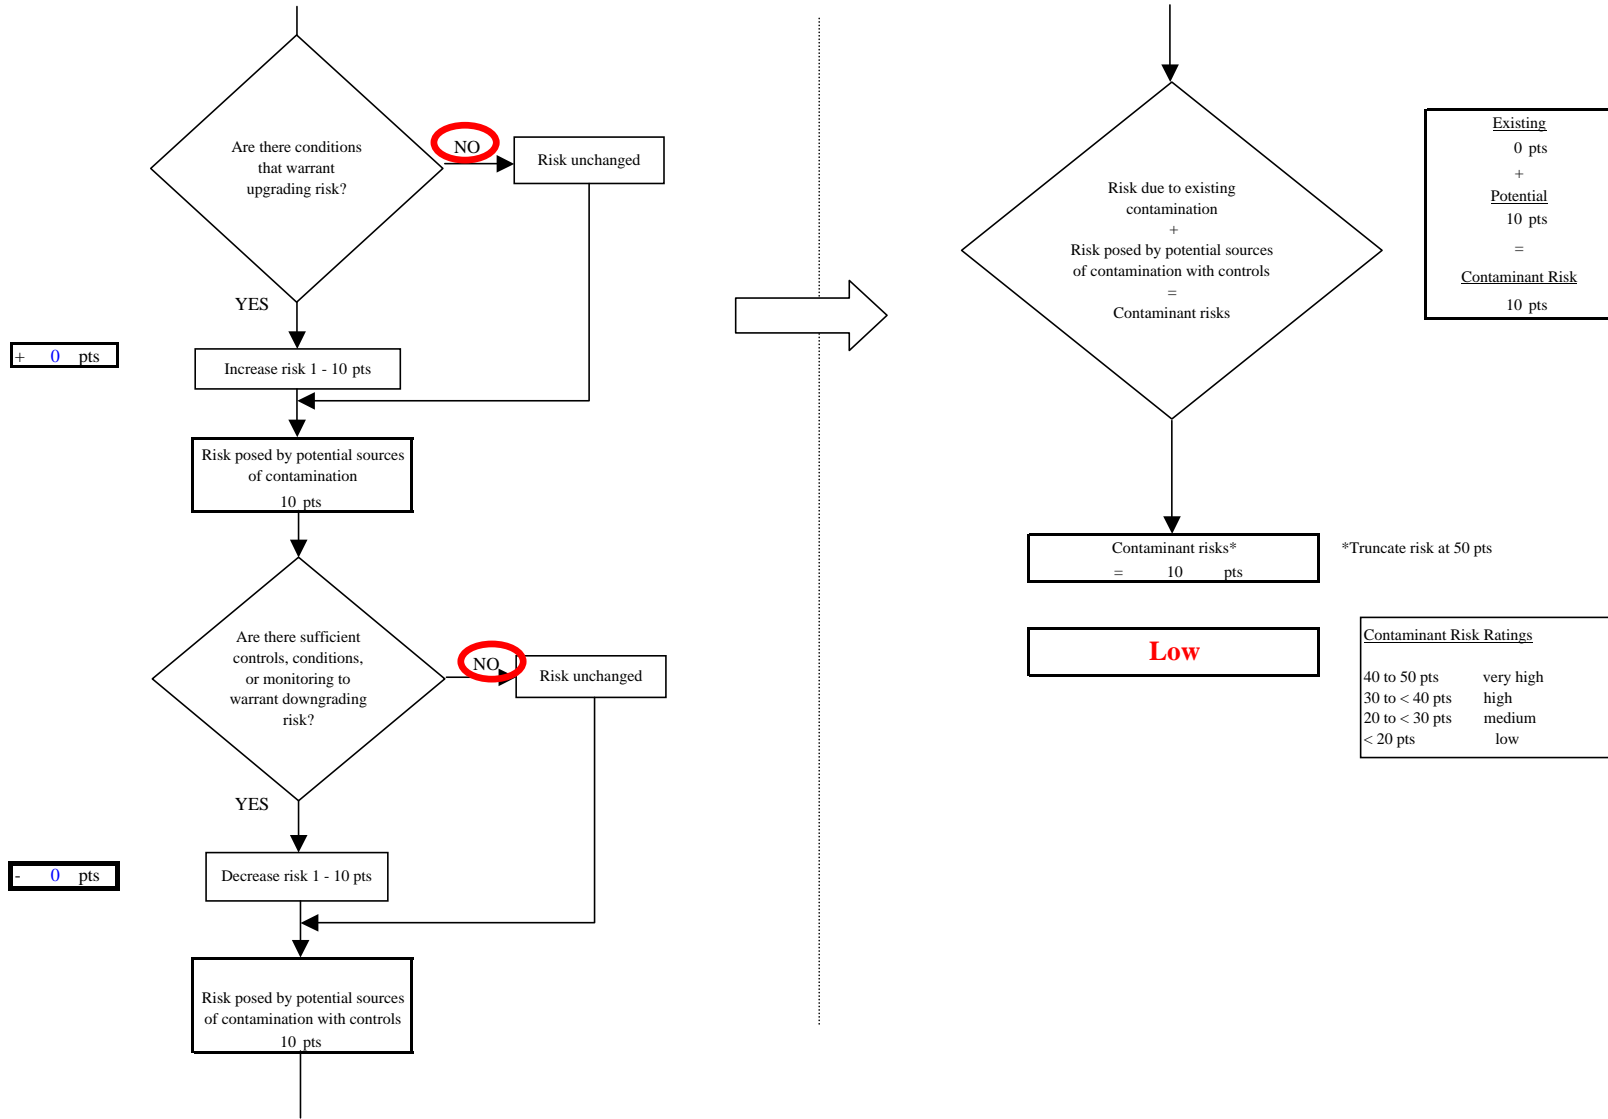 Are there conditions
that warrant
upgrading risk?
NO
Risk unchanged
YES
+ 0 pts
Increase risk 1 - 10 pts
Risk posed by potential sources
of contamination
10 pts
Are there sufficient
controls, conditions,
or monitoring to
warrant downgrading
risk?
NO
Risk unchanged
YES
- 0 pts
Decrease risk 1 - 10 pts
Risk posed by potential sources
of contamination with controls
10 pts
Risk due to existing
contamination
+
Risk posed by potential sources
of contamination with controls
=
Contaminant risks
Existing
0 pts
+
Potential
10 pts
=
Contaminant Risk
10 pts
Contaminant risks*
= 10 pts
*Truncate risk at 50 pts
Low
Contaminant Risk Ratings
40 to 50 pts very high
30 to < 40 pts high
20 to < 30 pts medium
< 20 pts low